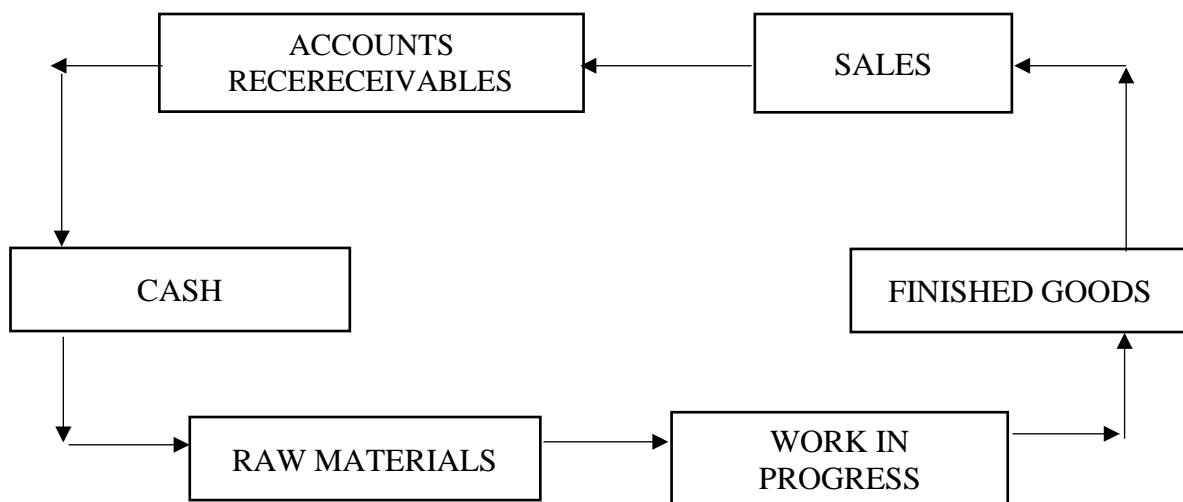 ACCOUNTS
RECERECEIVABLES
SALES
CASH
FINISHED GOODS
RAW MATERIALS
WORK IN
PROGRESS